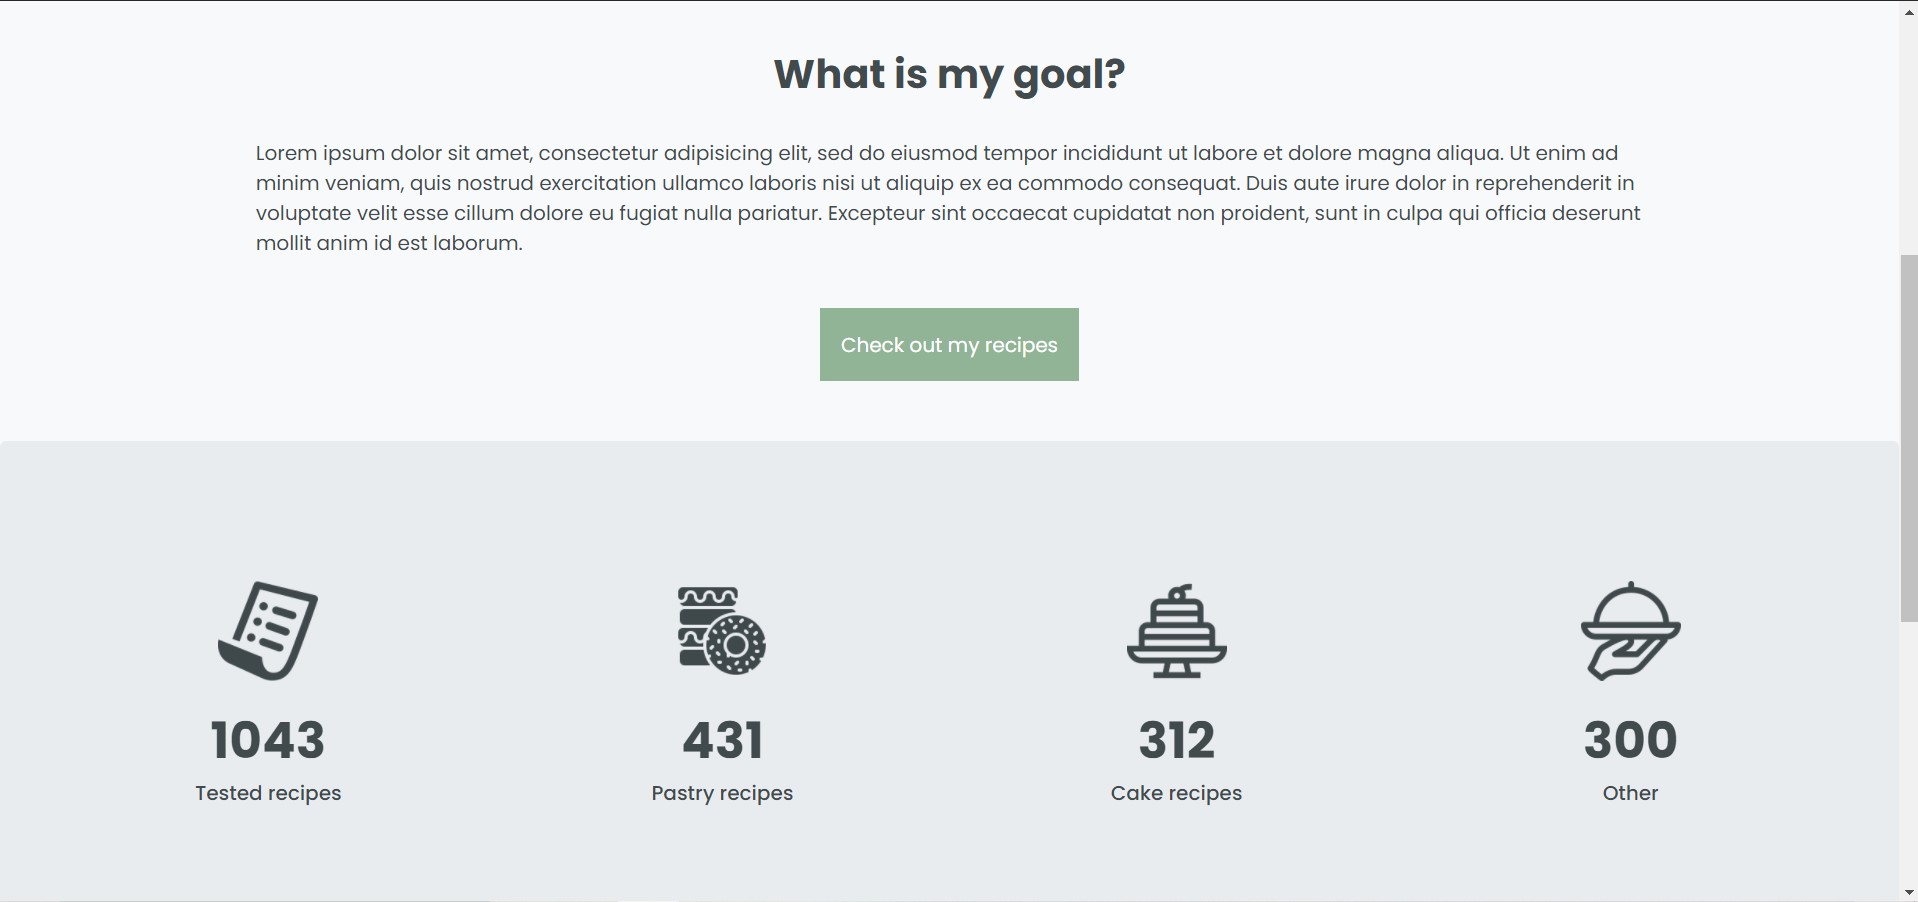 What is my goal?
Lorem ipsum dolor sit amet, consectetur adipisicing elit, sed do eiusmod tempor incididunt ut labore et dolore magna aliqua. Ut enim ad
minim veniam, quis nostrud exercitation ullamco laboris nisi ut aliquip ex ea commodo consequat. Duis aute irure dolor in reprehenderit in
voluptate velit esse cillum dolore eu fugiat nulla pariatur. Excepteur sint occaecat cupidatat non proident, sunt in culpa qui officia deserunt
mollit anim id est laborum.
Check out my recipes
1043
Tested recipes
431
Pastry recipes
312
Cake recipes
300
Other